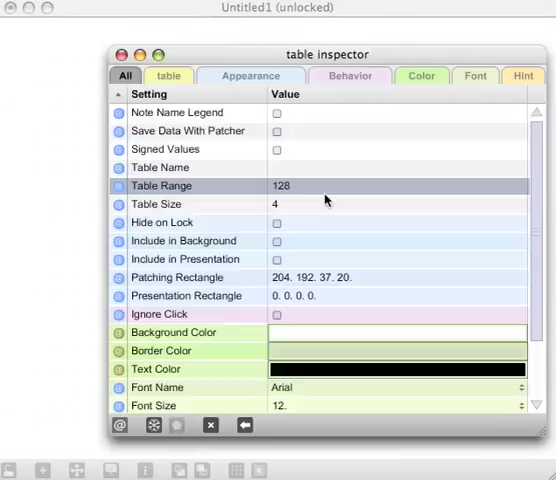 Untitled1 (unlocked)
table inspector
All table Appearance Behavior Color Font Hint
Setting Value
Note Name Legend
Save Data With Patcher
Signed Values
Table Name
Table Range 128
Table Size 4
Hide on Lock
Include in Background
Include in Presentation
Patching Rectangle 204. 192. 37. 20.
Presentation Rectangle 0. 0. 0. 0.
Ignore Click
Background Color
Border Color
Text Color
Font Name Arial
Font Size 12.